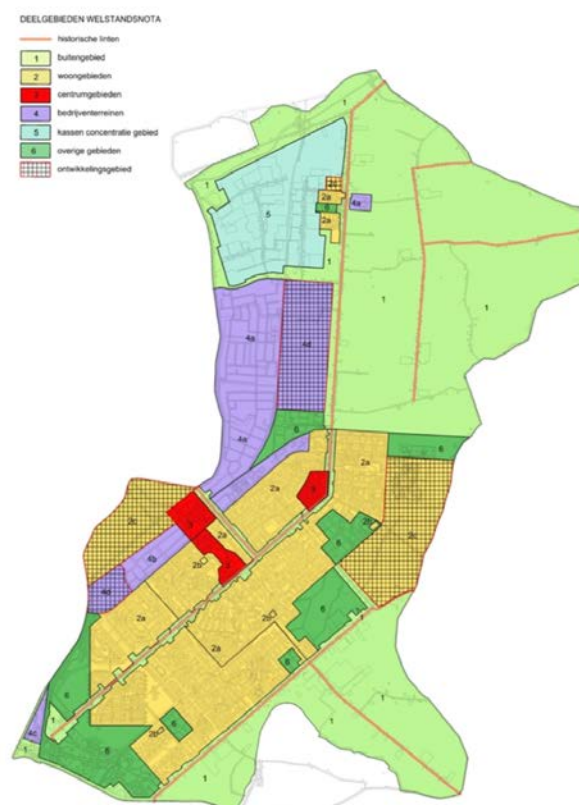 DEELGEBIEDEN WELSTANDSNOTA
historische linten
1 buitengebied
2 woongebieden
3 centrumgebieden
4 bedrijventerreinen
5 kassen concentratie gebied
6 overige gebieden
ontwikkelingsgebied
1
1
5
2a
4a
2a
1
1
1
4a
4d
4a
6
2a
2a
6
3
2c
3
2a
2b
2c
6
4b
2b
3
4d
6
2a
2a
2b
1
6
6
1
1
4c
1
6
2b
6
1
1